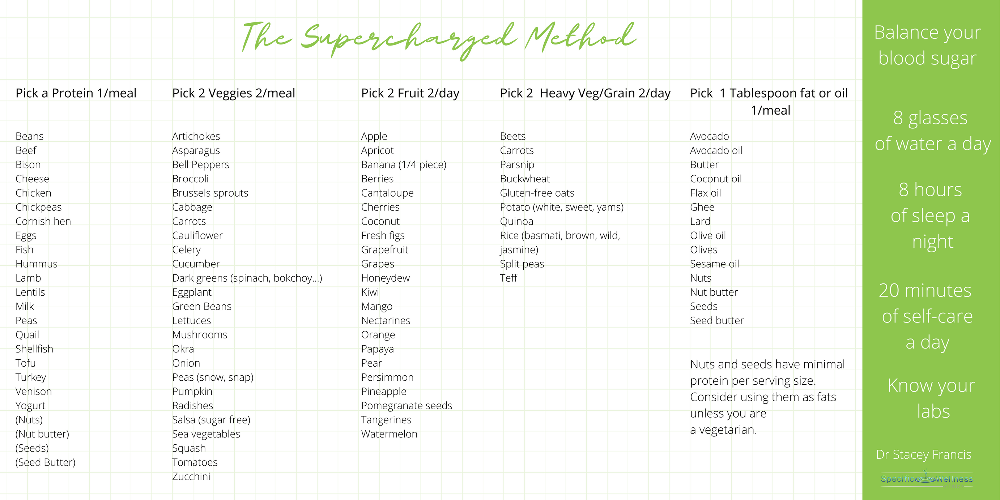 The Supercharged Method
Pick a Protein 1/meal
Beans
Beef
Bison
Cheese
Chicken
Chickpeas
Cornish hen
Eggs
Fish
Hummus
Lamb
Lentils
Milk
Peas
Quail
Shellfish
Tofu
Turkey
Venison
Yogurt
(Nuts)
(Nut butter)
(Seeds)
(Seed Butter)
Pick 2 Veggies 2/meal
Artichokes
Asparagus
Bell Peppers
Broccoli
Brussels sprouts
Cabbage
Carrots
Cauliflower
Celery
Cucumber
Dark greens (spinach, bokchoy...)
Eggplant
Green Beans
Lettuces
Mushrooms
Okra
Onion
Peas (snow, snap)
Pumpkin
Radishes
Salsa (sugar free)
Sea vegetables
Squash
Tomatoes
Zucchini
Pick 2 Fruit 2/day
Apple
Apricot
Banana (1/4 piece)
Berries
Cantaloupe
Cherries
Coconut
Fresh figs
Grapefruit
Grapes
Honeydew
Kiwi
Mango
Nectarines
Orange
Papaya
Pear
Persimmon
Pineapple
Pomegranate seeds
Tangerines
Watermelon
Pick 2 Heavy Veg/Grain 2/day
Beets
Carrots
Parsnip
Buckwheat
Gluten-free oats
Potato (white, sweet, yams)
Quinoa
Rice (basmati, brown, wild,
jasmine)
Split peas
Teff
Pick 1 Tablespoon fat or oil
1/meal
Avocado
Avocado oil
Butter
Coconut oil
Flax oil
Ghee
Lard
Olive oil
Olives
Sesame oil
Nuts
Nut butter
Seeds
Seed butter
Nuts and seeds have minimal
protein per serving size.
Consider using them as fats
unless you are
a vegetarian.
Balance your
blood sugar
8 glasses
of water a day
8 hours
of sleep a
night
20 minutes
of self-care
a day
Know your
labs
Dr Stacey Francis
Specific Wellness
clinics